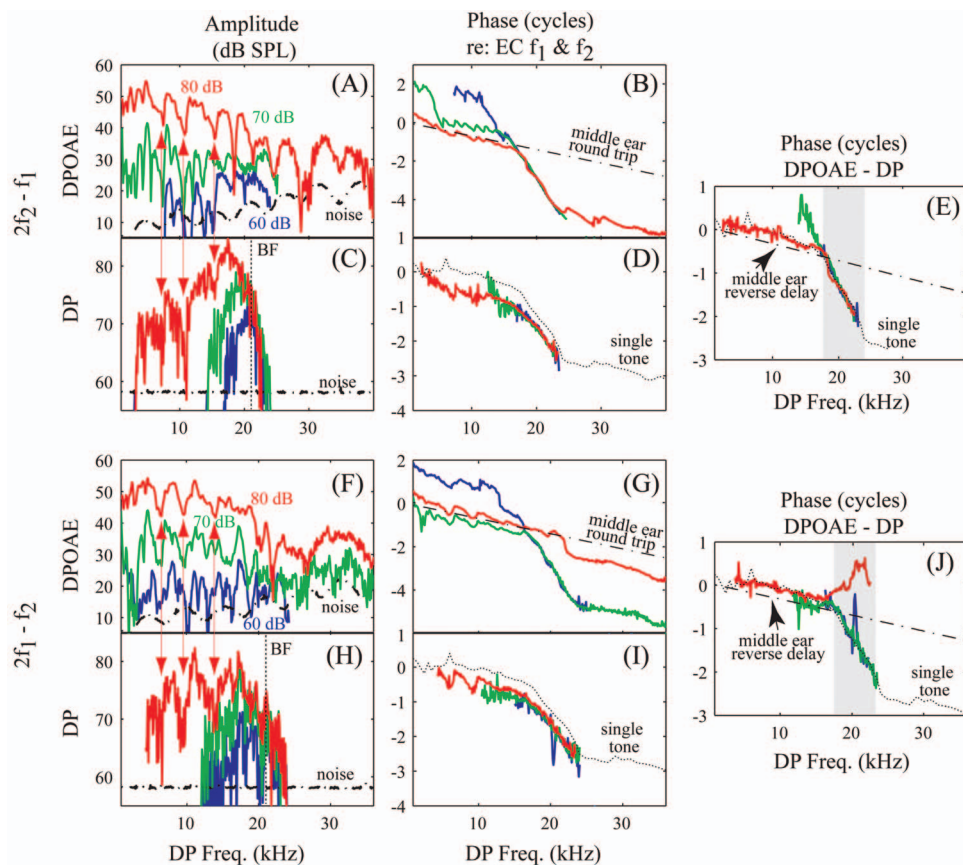 Amplitude
(dB SPL)
Phase (cycles)
re: EC f1 & f2
2f2 - f1
DPOAE
60
50
40
30
20
10
(A)
80 dB
70 dB
60 dB
noise
2
0
-2
-4
-6
(B)
middle ear
round trip
DP
80
70
60
(C)
BF
noise
10
20
30
1
0
-1
-2
-3
-4
(D)
single
tone
10
20
30
Phase (cycles)
DPOAE - DP
1
0
-1
-2
-3
(E)
middle ear
reverse delay
single
tone
10
20
30
DP Freq. (kHz)
2f1 - f2
DPOAE
60
50
40
30
20
10
(F)
80 dB
70 dB
60 dB
noise
2
0
-2
-4
-6
(G)
middle ear
round trip
DP
80
70
60
(H)
BF
noise
10
20
30
DP Freq. (kHz)
1
0
-1
-2
-3
-4
(I)
single
tone
10
20
30
DP Freq. (kHz)
Phase (cycles)
DPOAE - DP
1
0
-1
-2
-3
(J)
middle ear
reverse delay
single
tone
10
20
30
DP Freq. (kHz)